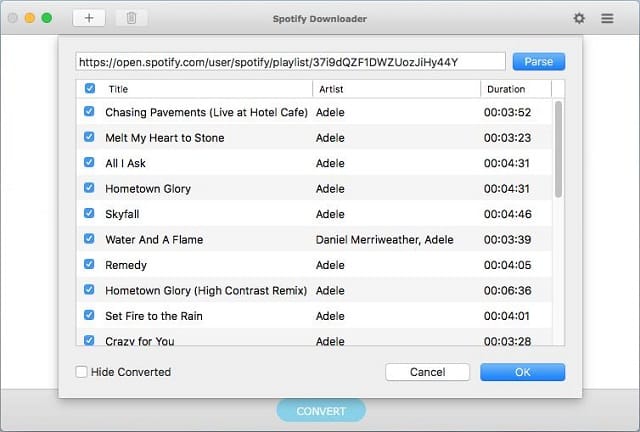 Spotify Downloader
https://open.spotify.com/user/spotify/playlist/37i9dQZF1DWZUozJiHy44Y Parse
Title Artist Duration
Chasing Pavements (Live at Hotel Cafe) Adele 00:03:52
Melt My Heart to Stone Adele 00:03:23
All I Ask Adele 00:04:31
Hometown Glory Adele 00:04:31
Skyfall Adele 00:04:46
Water And A Flame Daniel Merriweather, Adele 00:03:39
Remedy Adele 00:04:05
Hometown Glory (High Contrast Remix) Adele 00:06:36
Set Fire to the Rain Adele 00:04:01
Crazy for You Adele 00:03:28
Hide Converted Cancel OK
CONVERT